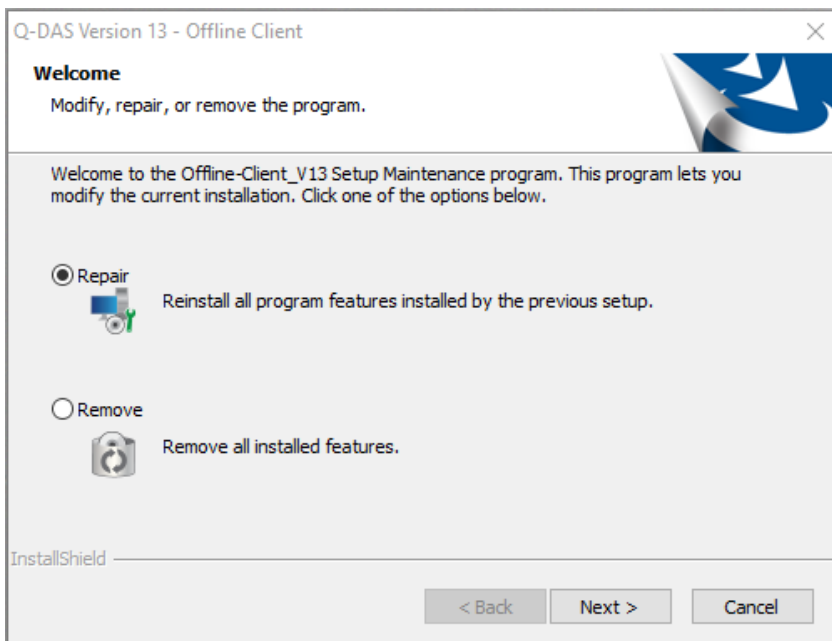 Q-DAS Version 13 - Offline Client
Welcome
Modify, repair, or remove the program.
Welcome to the Offline-Client_V13 Setup Maintenance program. This program lets you
modify the current installation. Click one of the options below.
Repair
Reinstall all program features installed by the previous setup.
Remove
Remove all installed features.
InstallShield
< Back Next > Cancel